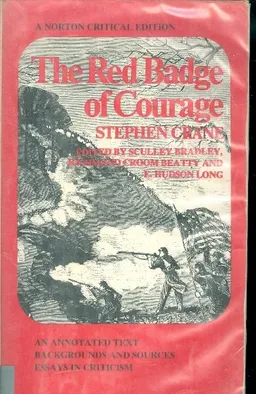 A NORTON CRITICAL EDITION
The Red Badge
of Courage
STEPHEN CRANE
EDITED BY SCULLEY BRADLEY,
CROOM BEATTY AND
E. HUDSON LONG
AN ANNOTATED TEXT
BACKGROUNDS AND SOURCES
ESSAYS IN CRITICISM